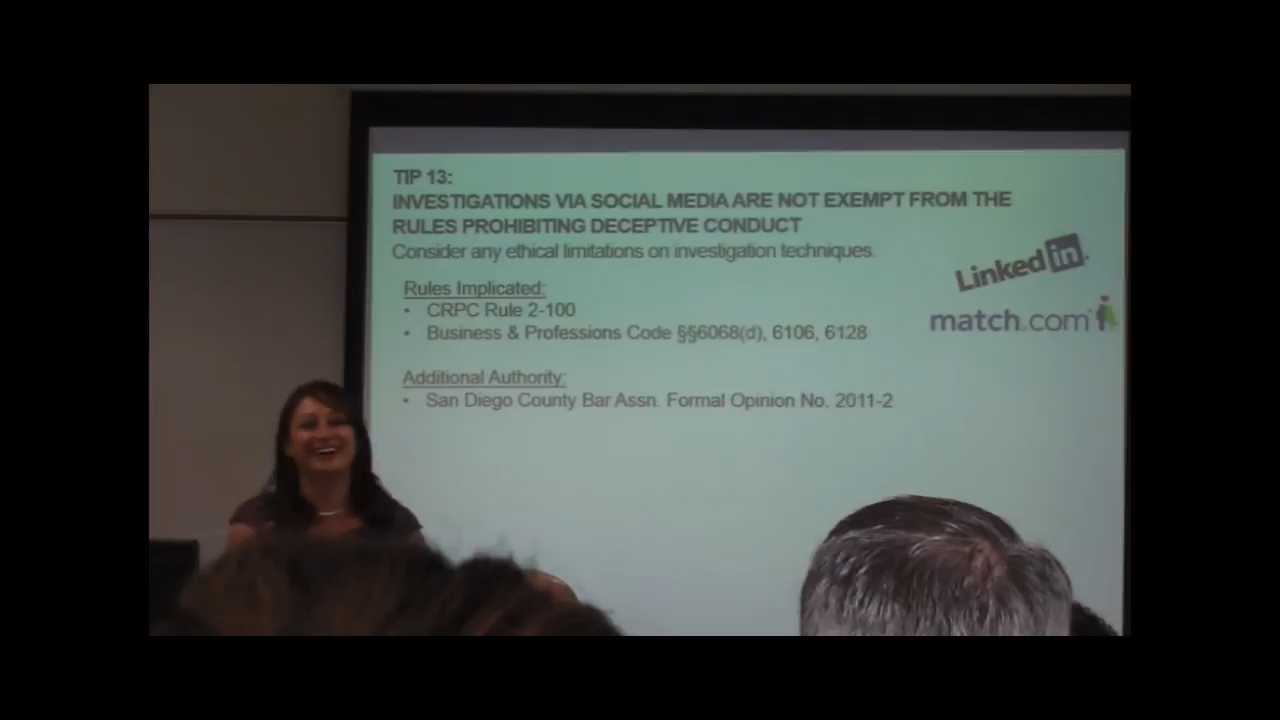 TIP 13:
INVESTIGATIONS VIA SOCIAL MEDIA ARE NOT EXEMPT FROM THE
RULES PROHIBITING DECEPTIVE CONDUCT
Consider any ethical limitations on investigation techniques.
Rules Implicated:
• CRPC Rule 2-100
• Business & Professions Code §§6068(d), 6106, 6128
Additional Authority:
• San Diego County Bar Assn. Formal Opinion No. 2011-2
Linked in
match.com